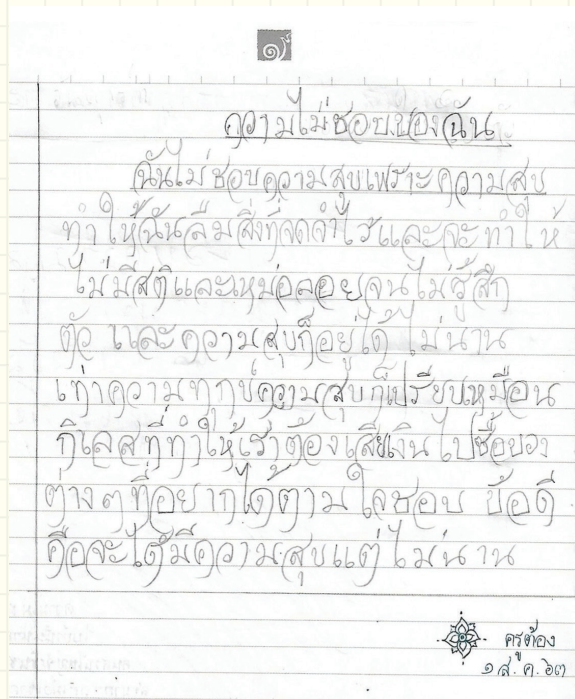 ๑๙
ความไม่ชอบของฉัน
ฉันไม่ชอบความสุขเพราะความสุข
ทำให้ฉันลืมสิ่งที่จดจำไว้และจะทำให้
ไม่มีสติและเหม่อลอยจนไม่รู้สึก
ตัว และความสุขก็อยู่ได้ ไม่นาน
เท่าความทุกข์ความสุขก็เปรียบเหมือน
กิเลสที่ทำให้เราต้องเสียเงินไปซื้อของ
ต่างๆที่อยากได้ตามใจชอบ ข้อดี
คือจะได้มีความสุขแต่ไม่นาน
ครูต้อง
๑ ส.ค. ๖๓